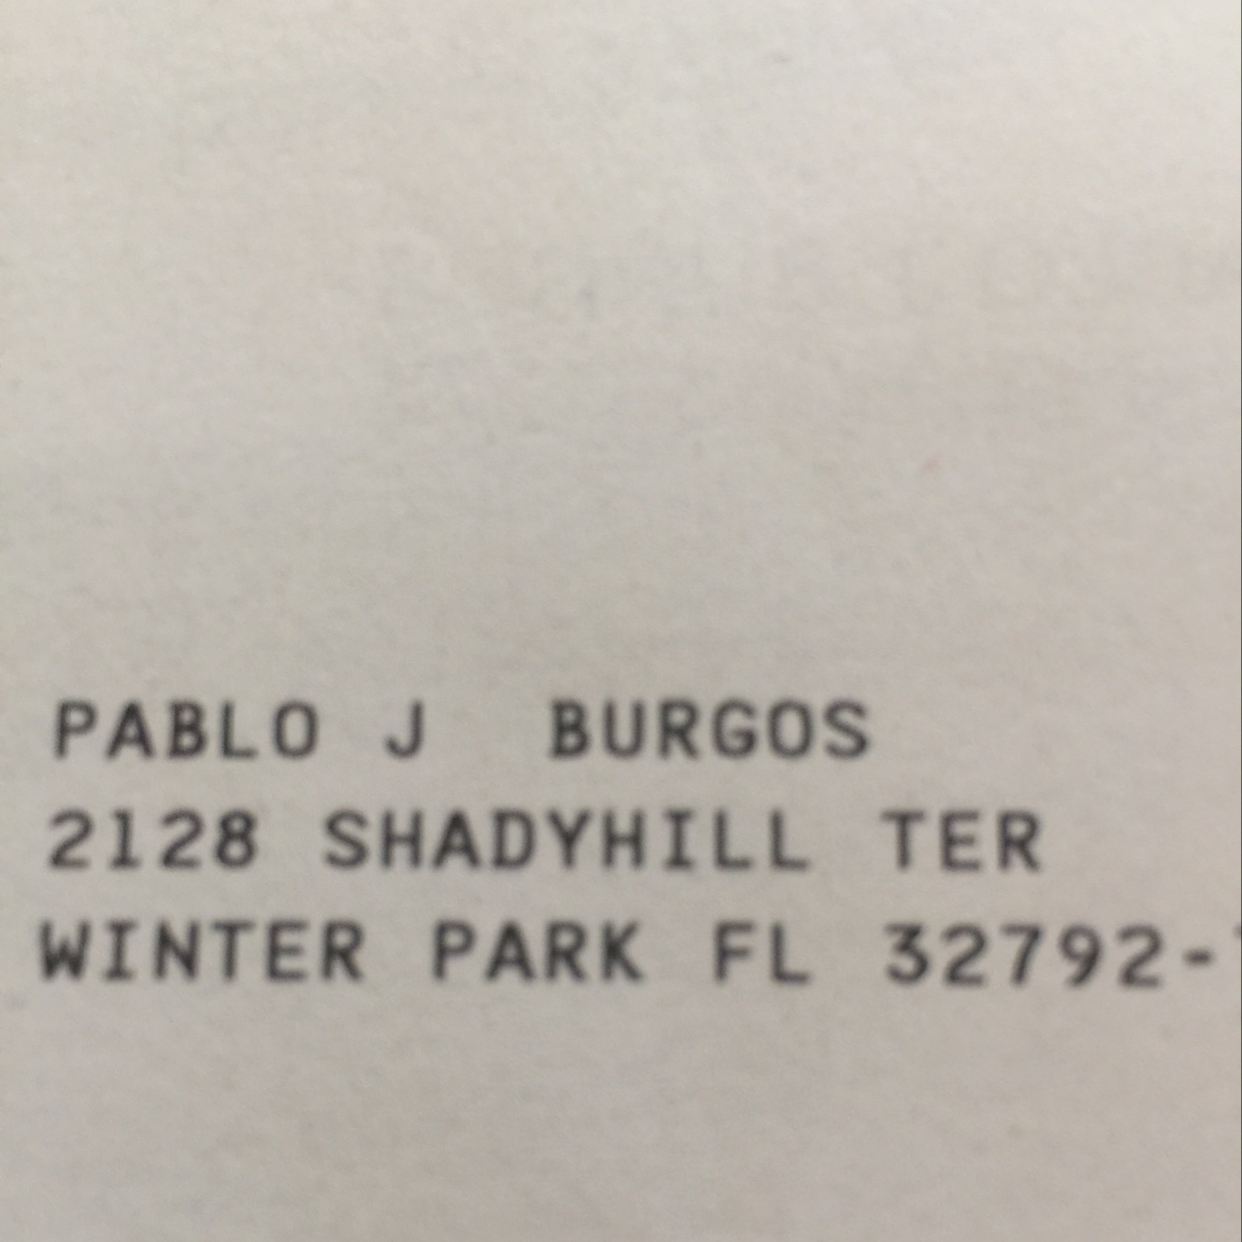 PABLO J BURGOS
2128 SHADYHILL TER
WINTER PARK FL 32792-